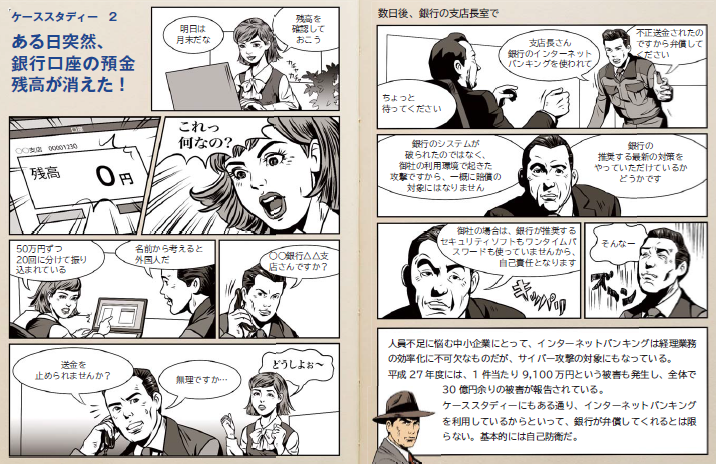 ケーススタディー 2
ある日突然、
銀行口座の預金
残高が消えた！
明日は
月末だな
残高を
確認して
おこう
○○支店 00001230
残高 0円
これっ
何なの？
50万円ずつ
20回に分けて振り
込まれている
名前から考えると
外国人だ
○○銀行△△支
店さんですか？
送金を
止められませんか？
無理ですか…
どうしよぉ～
数日後、銀行の支店長室で
支店長さん
銀行のインターネット
バンキングを使われて
不正送金されたの
ですから弁償して
ください
ちょっと
待ってください
銀行のシステムが
破られたのではなく、
御社の利用環境で起きた
攻撃ですから、一概に賠償の
対象にはなりません
銀行の
推奨する最新の対策を
やっていただけているか
どうかです
御社の場合は、銀行が推奨する
セキュリティソフトもワンタイムパ
スワードも使っていませんから、
自己責任となります
キッパリ
そんなー
ズーン
人員不足に悩む中小企業にとって、インターネットバンキングは経理業務
の効率化に不可欠なものだが、サイバー攻撃の対象にもなっている。
平成27年度には、1件当たり9,100万円という被害も発生し、全体で
30億円余りの被害が報告されている。
ケーススタディーにもある通り、インターネットバンキング
を利用しているからといって、銀行が弁償してくれるとは限
らない。基本的には自己防衛だ。